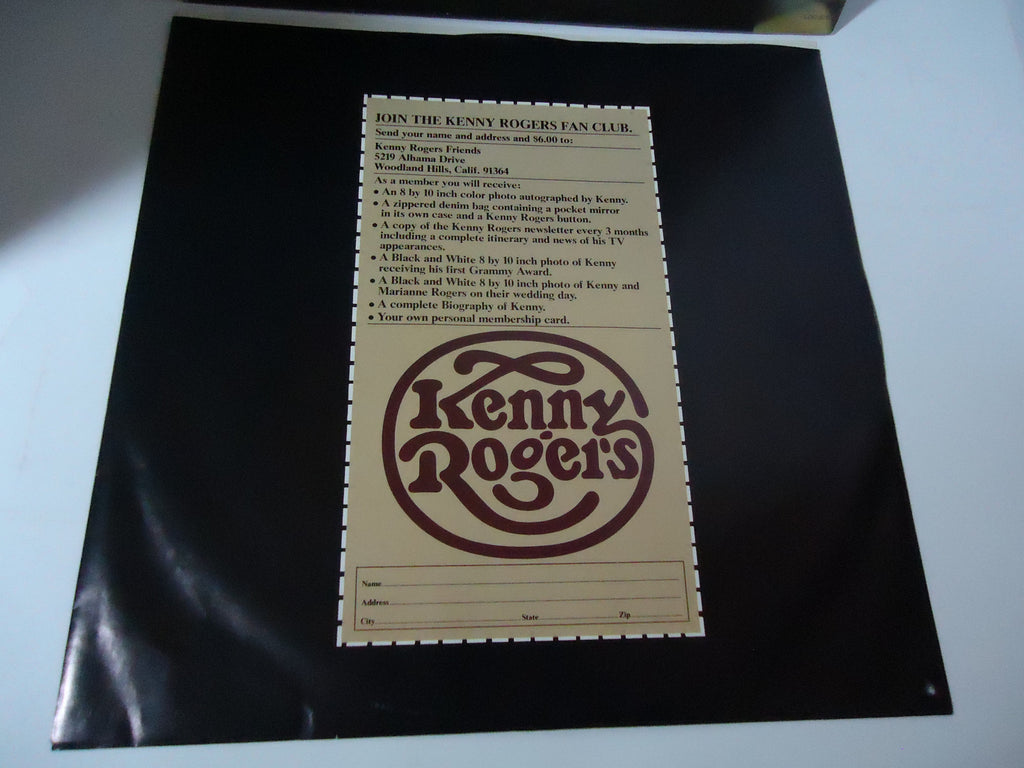 JOIN THE KENNY ROGERS FAN CLUB.
Send your name and address and $6.00 to:
Kenny Rogers Friends
5219 Alhama Drive
Woodland Hills, Calif. 91364
As a member you will receive:
• An 8 by 10 inch color photo autographed by Kenny.
• A zippered denim bag containing a pocket mirror
in its own case and a Kenny Rogers button.
• A copy of the Kenny Rogers newsletter every 3 months
including a complete itinerary and news of his TV
appearances.
• A Black and White 8 by 10 inch photo of Kenny
receiving his first Grammy Award.
• A Black and White 8 by 10 inch photo of Kenny and
Marianne Rogers on their wedding day.
• A complete Biography of Kenny.
• Your own personal membership card.
Kenny
Rogers
Name
Address
City State Zip